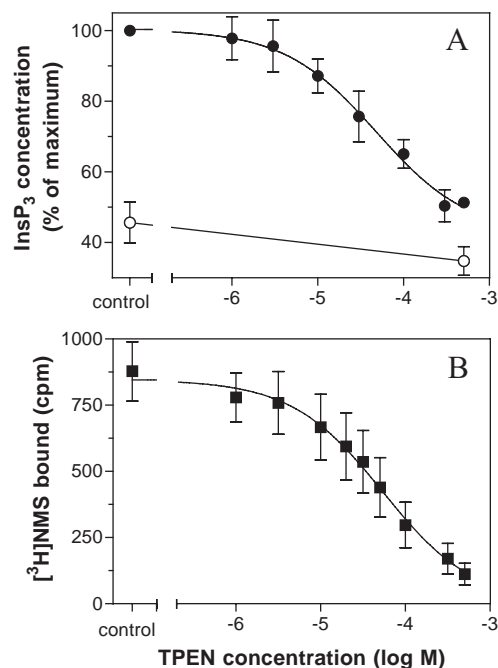 A
InsP₃ concentration
(% of maximum)
100
80
60
40
control
-6
-5
-4
-3
B
[³H]NMS bound (cpm)
1000
750
500
250
0
control
-6
-5
-4
-3
TPEN concentration (log M)